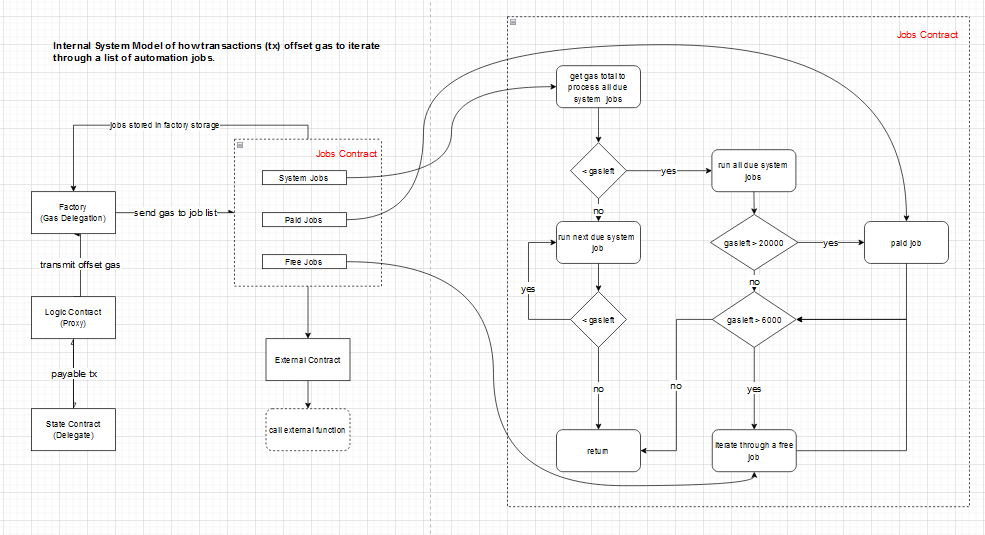 Internal System Model of how transactions (tx) offset gas to iterate
through a list of automation jobs.
jobs stored in factory storage
Jobs Contract
System Jobs
Paid Jobs
Free Jobs
Factory
(Gas Delegation)
send gas to job list
transmit offset gas
Logic Contract
(Proxy)
payable tx
State Contract
(Delegate)
External Contract
call external function
Jobs Contract
get gas total to
process all due
system jobs
< gasleft
yes
run all due system
jobs
no
run next due system
job
gasleft > 20000
yes
paid job
yes
no
< gasleft
gasleft > 6000
no
no
yes
return
Iterate through a free
job